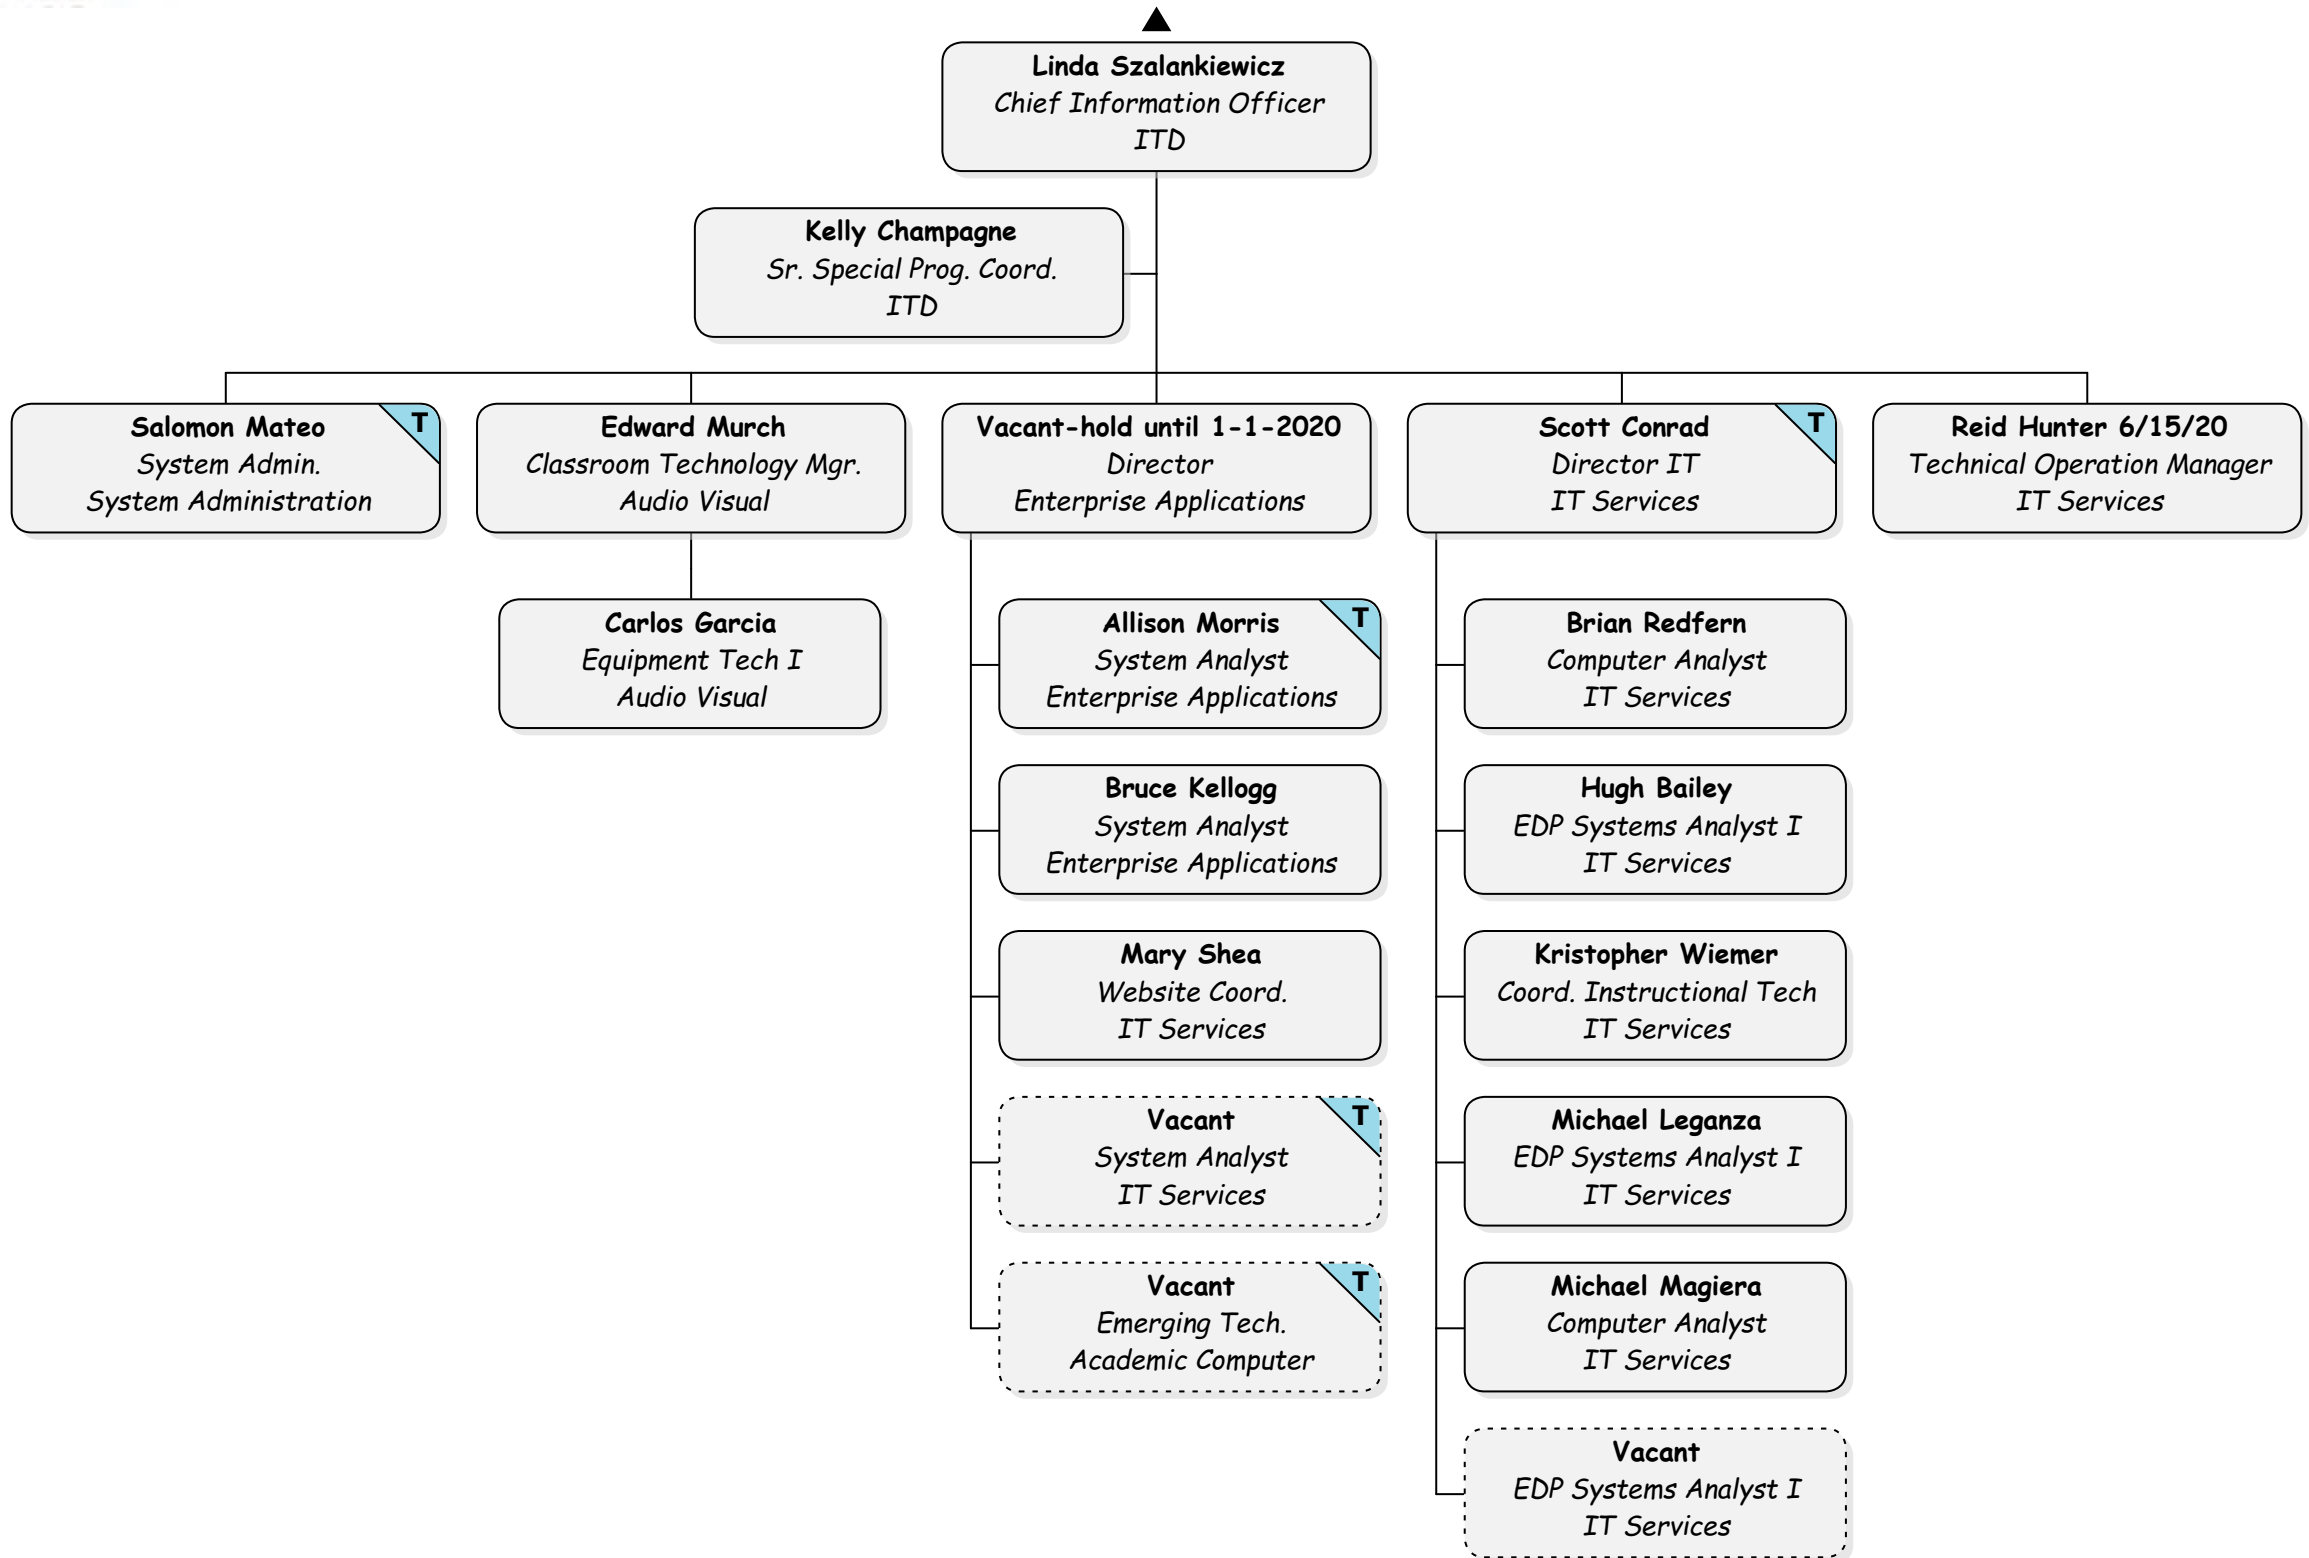 Linda Szalankiewicz
Chief Information Officer
ITD
Kelly Champagne
Sr. Special Prog. Coord.
ITD
Salomon Mateo
System Admin.
System Administration
T
Edward Murch
Classroom Technology Mgr.
Audio Visual
Vacant-hold until 1-1-2020
Director
Enterprise Applications
Scott Conrad
Director IT
IT Services
T
Reid Hunter 6/15/20
Technical Operation Manager
IT Services
Carlos Garcia
Equipment Tech I
Audio Visual
Allison Morris
System Analyst
Enterprise Applications
T
Bruce Kellogg
System Analyst
Enterprise Applications
Mary Shea
Website Coord.
IT Services
Vacant
System Analyst
IT Services
T
Vacant
Emerging Tech.
Academic Computer
T
Brian Redfern
Computer Analyst
IT Services
Hugh Bailey
EDP Systems Analyst I
IT Services
Kristopher Wiemer
Coord. Instructional Tech
IT Services
Michael Leganza
EDP Systems Analyst I
IT Services
Michael Magiera
Computer Analyst
IT Services
Vacant
EDP Systems Analyst I
IT Services